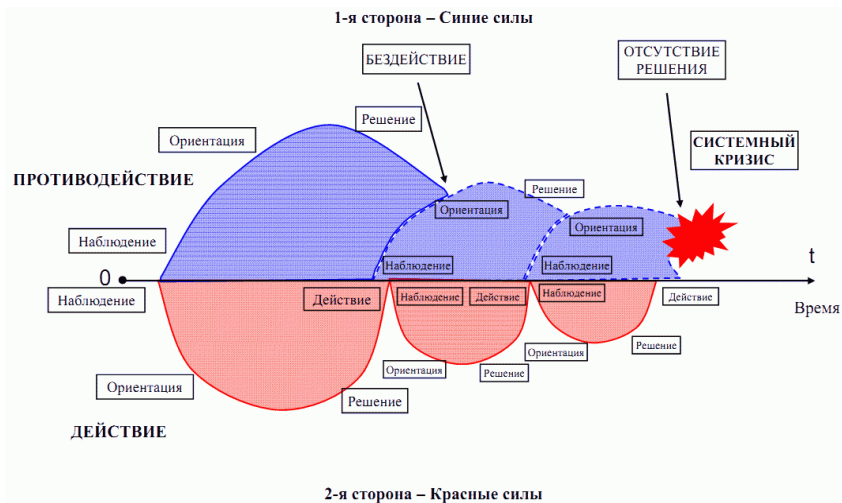 1-я сторона – Синие силы
БЕЗДЕЙСТВИЕ
ОТСУТСТВИЕ
РЕШЕНИЯ
Решение
Ориентация
СИСТЕМНЫЙ
КРИЗИС
ПРОТИВОДЕЙСТВИЕ
Решение
Ориентация
Ориентация
Наблюдение
Наблюдение
Наблюдение
t
0
Наблюдение
Действие
Наблюдение
Действие
Наблюдение
Действие
Время
Ориентация
Решение
Ориентация
Решение
Ориентация
Решение
ДЕЙСТВИЕ
2-я сторона – Красные силы